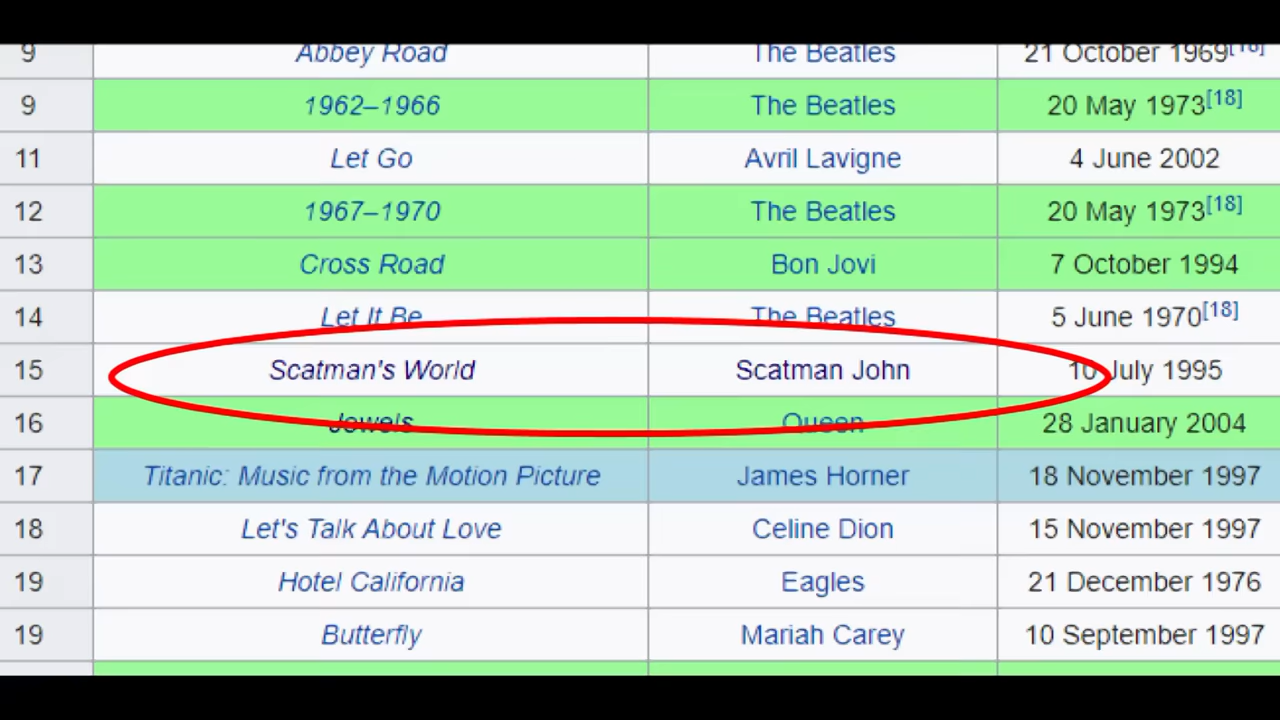 9 Abbey Road The Beatles 21 October 1969[18]
9 1962–1966 The Beatles 20 May 1973[18]
11 Let Go Avril Lavigne 4 June 2002
12 1967–1970 The Beatles 20 May 1973[18]
13 Cross Road Bon Jovi 7 October 1994
14 Let It Be The Beatles 5 June 1970[18]
15 Scatman's World Scatman John 10 July 1995
16 Jewels Queen 28 January 2004
17 Titanic: Music from the Motion Picture James Horner 18 November 1997
18 Let's Talk About Love Celine Dion 15 November 1997
19 Hotel California Eagles 21 December 1976
19 Butterfly Mariah Carey 10 September 1997